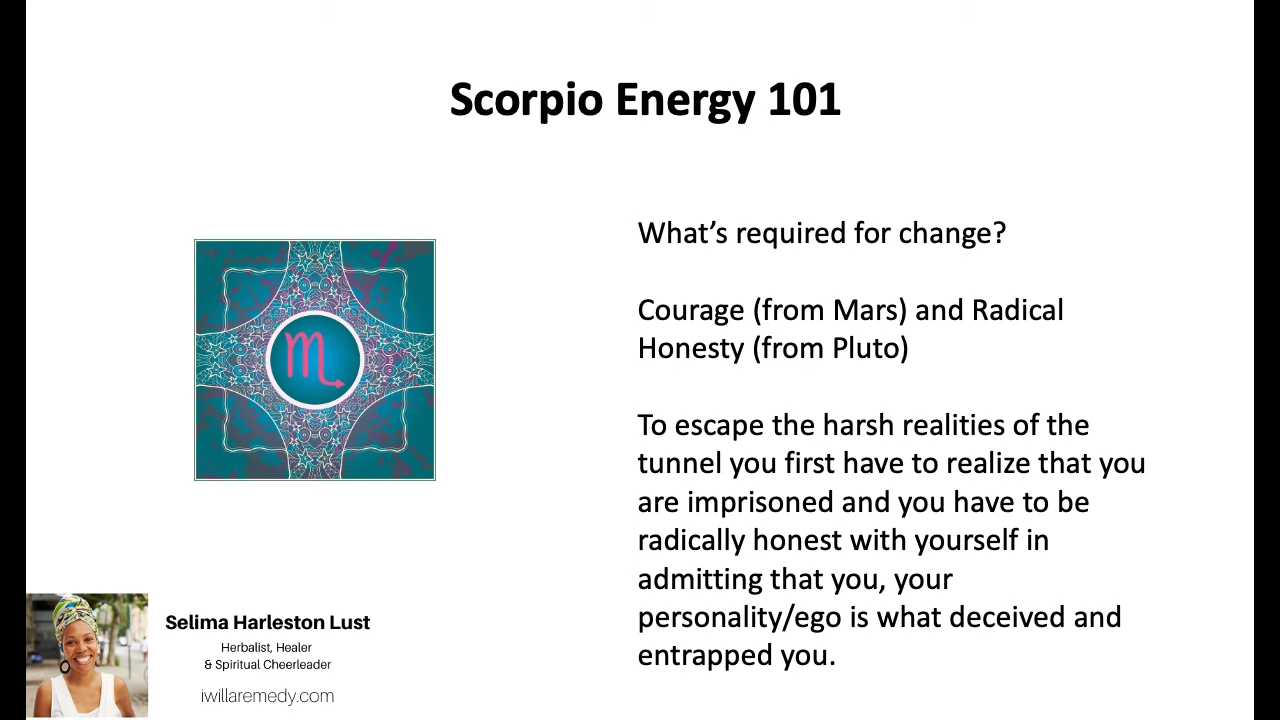 Scorpio Energy 101
What’s required for change?
Courage (from Mars) and Radical
Honesty (from Pluto)
To escape the harsh realities of the
tunnel you first have to realize that you
are imprisoned and you have to be
radically honest with yourself in
admitting that you, your
personality/ego is what deceived and
entrapped you.
Selima Harleston Lust
Herbalist, Healer
& Spiritual Cheerleader
iwillaremedy.com